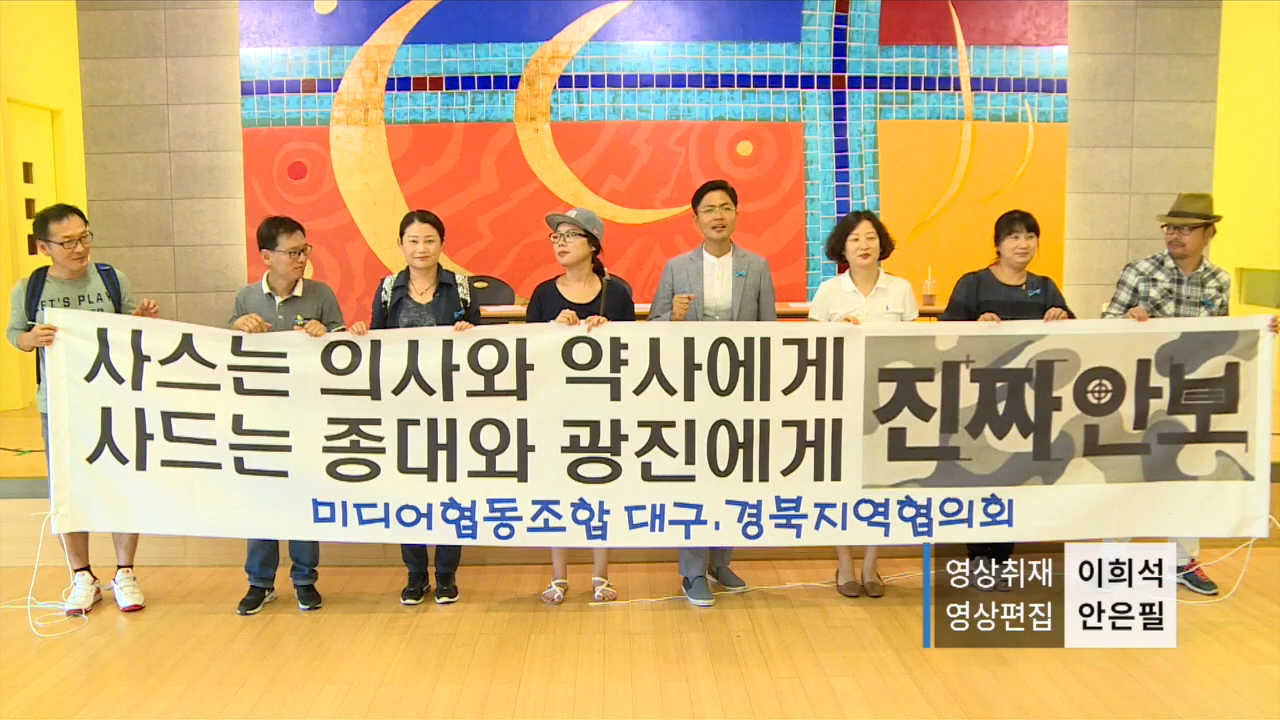 LET'S PLAY
사스는 의사와 약사에게
사드는 종대와 광진에게
진짜안보
미디어협동조합 대구.경북지역협의회
영상취재 이희석
영상편집 안은필